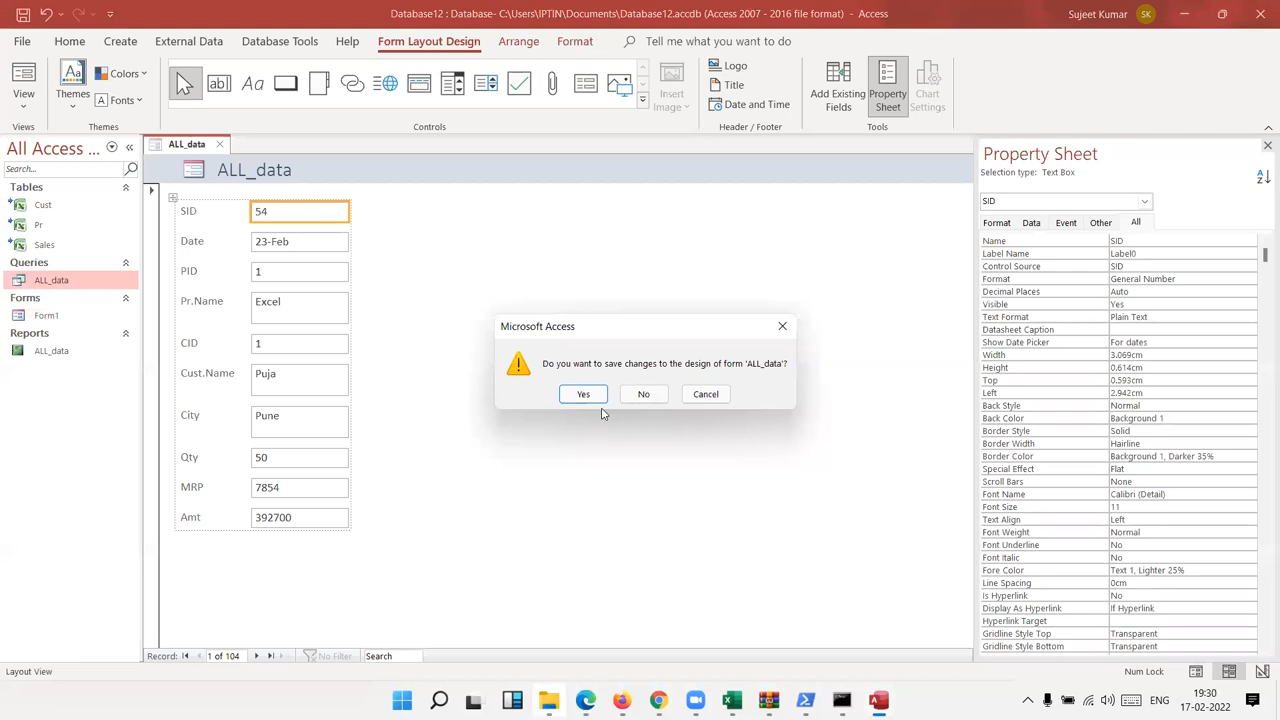 Database12 : Database- C:\Users\IPTIN\Documents\Database12.accdb (Access 2007 - 2016 file format) - Access
Sujeet Kumar
SK
File
Home
Create
External Data
Database Tools
Help
Form Layout Design
Arrange
Format
Tell me what you want to do
View
Themes
Colors
Fonts
Aa
Insert
Image
Logo
Title
Date and Time
Add Existing
Fields
Property
Sheet
Chart
Settings
Views
Themes
Controls
Header / Footer
Tools
All Access ...
Search...
Tables
Cust
Pr
Sales
Queries
ALL_data
Forms
Form1
Reports
ALL_data
ALL_data
ALL_data
SID 54
Date 23-Feb
PID 1
Pr.Name Excel
CID 1
Cust.Name Puja
City Pune
Qty 50
MRP 7854
Amt 392700
Microsoft Access
Do you want to save changes to the design of form 'ALL_data'?
Yes No Cancel
Record: 1 of 104 No Filter Search
Property Sheet
Selection type: Text Box
SID
Format Data Event Other All
Name SID
Label Name Label0
Control Source SID
Format General Number
Decimal Places Auto
Visible Yes
Text Format Plain Text
Datasheet Caption
Show Date Picker For dates
Width 3.069cm
Height 0.614cm
Top 0.593cm
Left 2.942cm
Back Style Normal
Back Color Background 1
Border Style Solid
Border Width Hairline
Border Color Background 1, Darker 35%
Special Effect Flat
Scroll Bars None
Font Name Calibri (Detail)
Font Size 11
Text Align Left
Font Weight Normal
Font Underline No
Font Italic No
Fore Color Text 1, Lighter 25%
Line Spacing 0cm
Is Hyperlink No
Display As Hyperlink If Hyperlink
Hyperlink Target
Gridline Style Top Transparent
Gridline Style Bottom Transparent
Layout View
Num Lock
ENG
19:30
17-02-2022